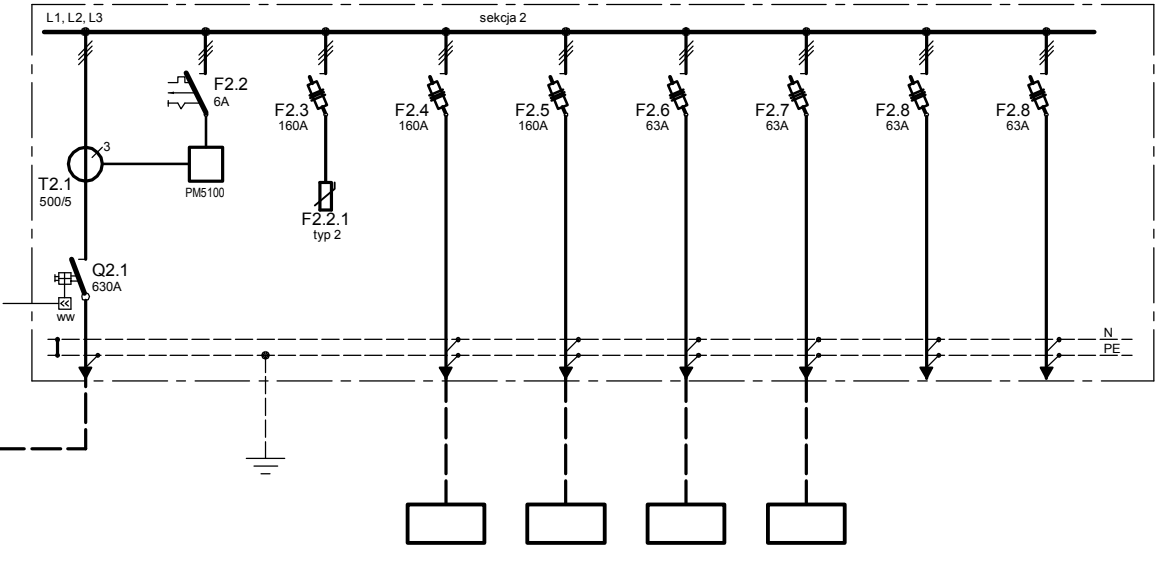 L1, L2, L3
sekcja 2
F2.2
6A
F2.3
160A
F2.4
160A
F2.5
160A
F2.6
63A
F2.7
63A
F2.8
63A
F2.8
63A
3
T2.1
500/5
PM5100
F2.2.1
typ 2
Q2.1
630A
ww
N
PE